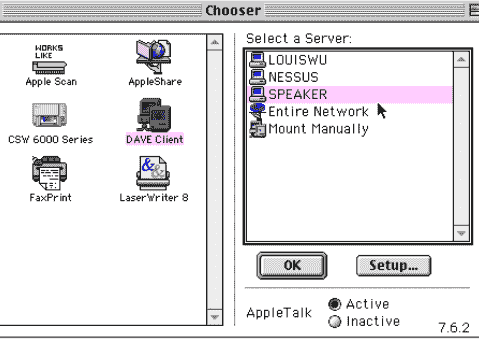 Chooser
WORKS
LIKE
Apple Scan
AppleShare
CSW 6000 Series
DAVE Client
FaxPrint
LaserWriter 8
Select a Server:
LOUISWU
NESSUS
SPEAKER
Entire Network
Mount Manually
OK
Setup...
AppleTalk
Active
Inactive
7.6.2